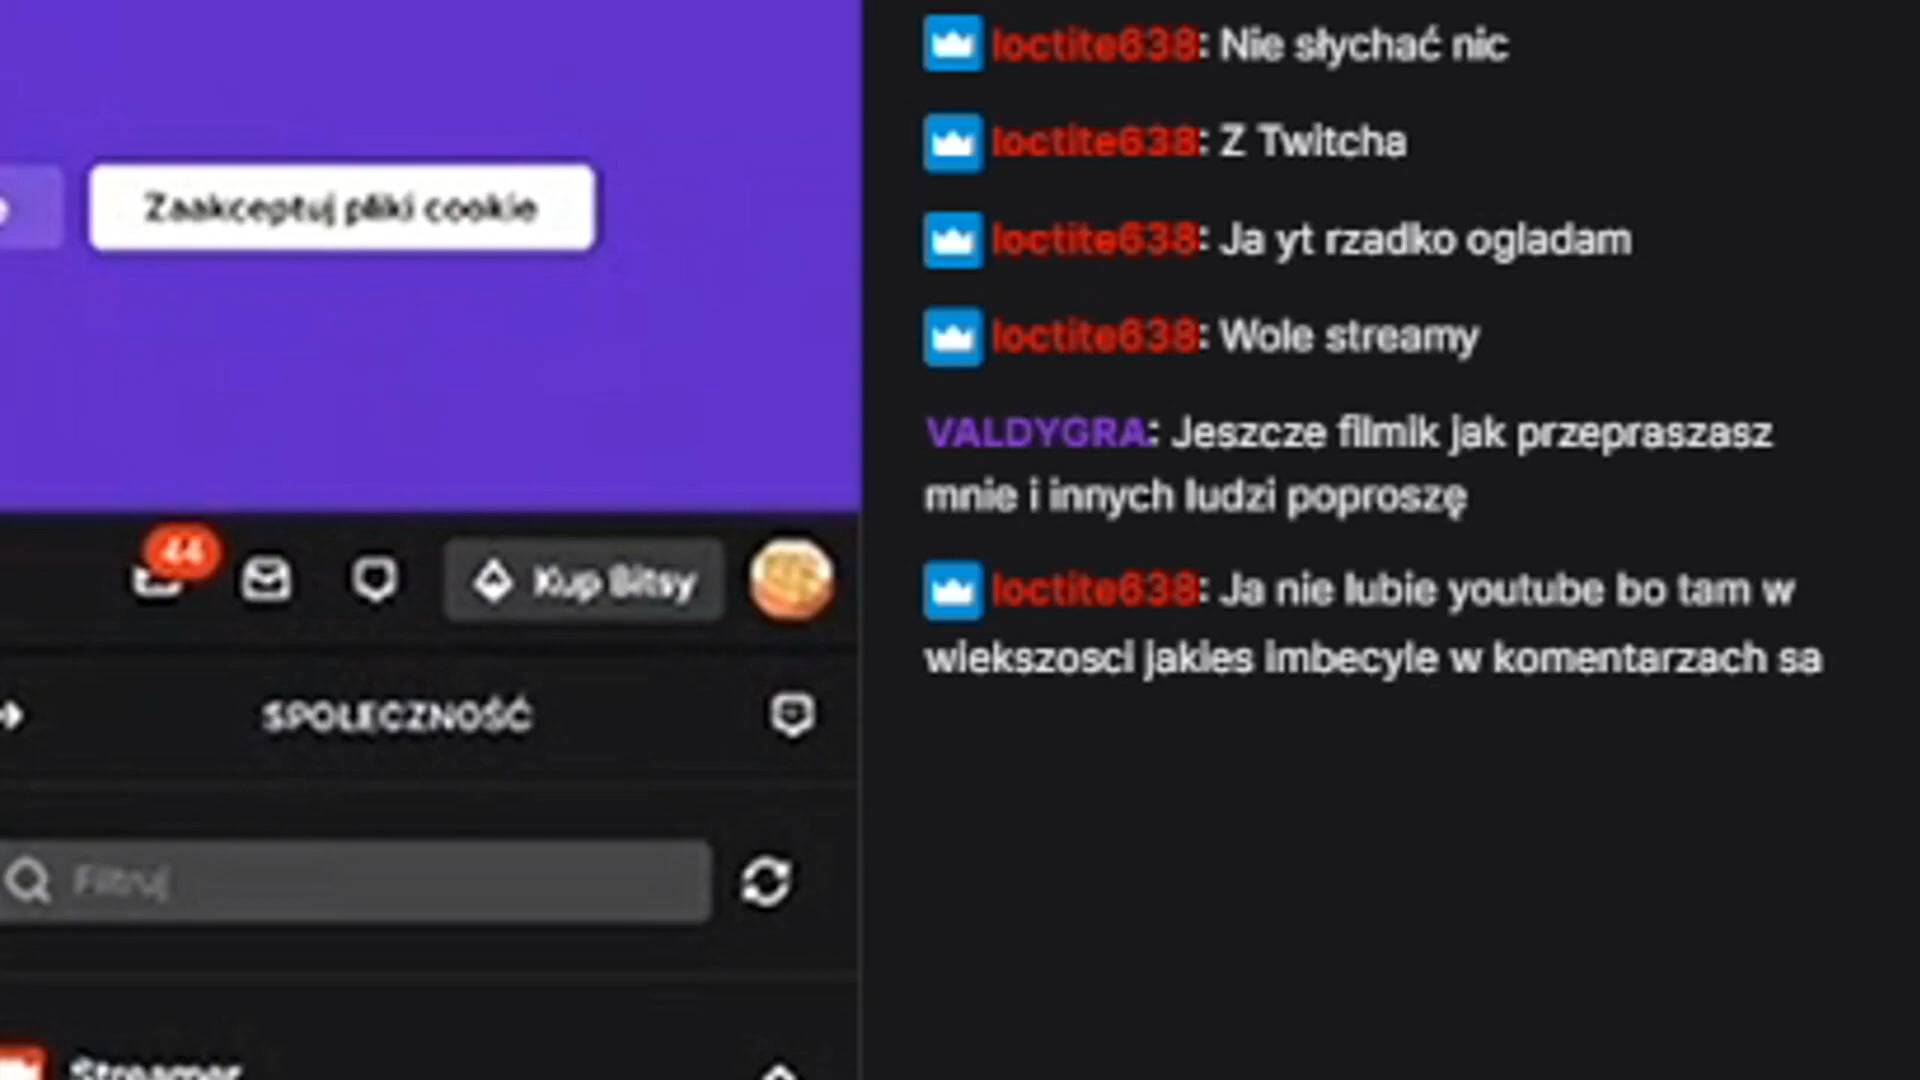 Zaakceptuj pliki cookie
44
Kup Bitsy
SPOŁECZNOŚĆ
Filtruj
Streamer
loctite638: Nie słychać nic
loctite638: Z Twitcha
loctite638: Ja yt rzadko ogladam
loctite638: Wole streamy
VALDYGRA: Jeszcze filmik jak przepraszasz
mnie i innych ludzi poproszę
loctite638: Ja nie lubie youtube bo tam w
wiekszosci jakies imbecyle w komentarzach sa